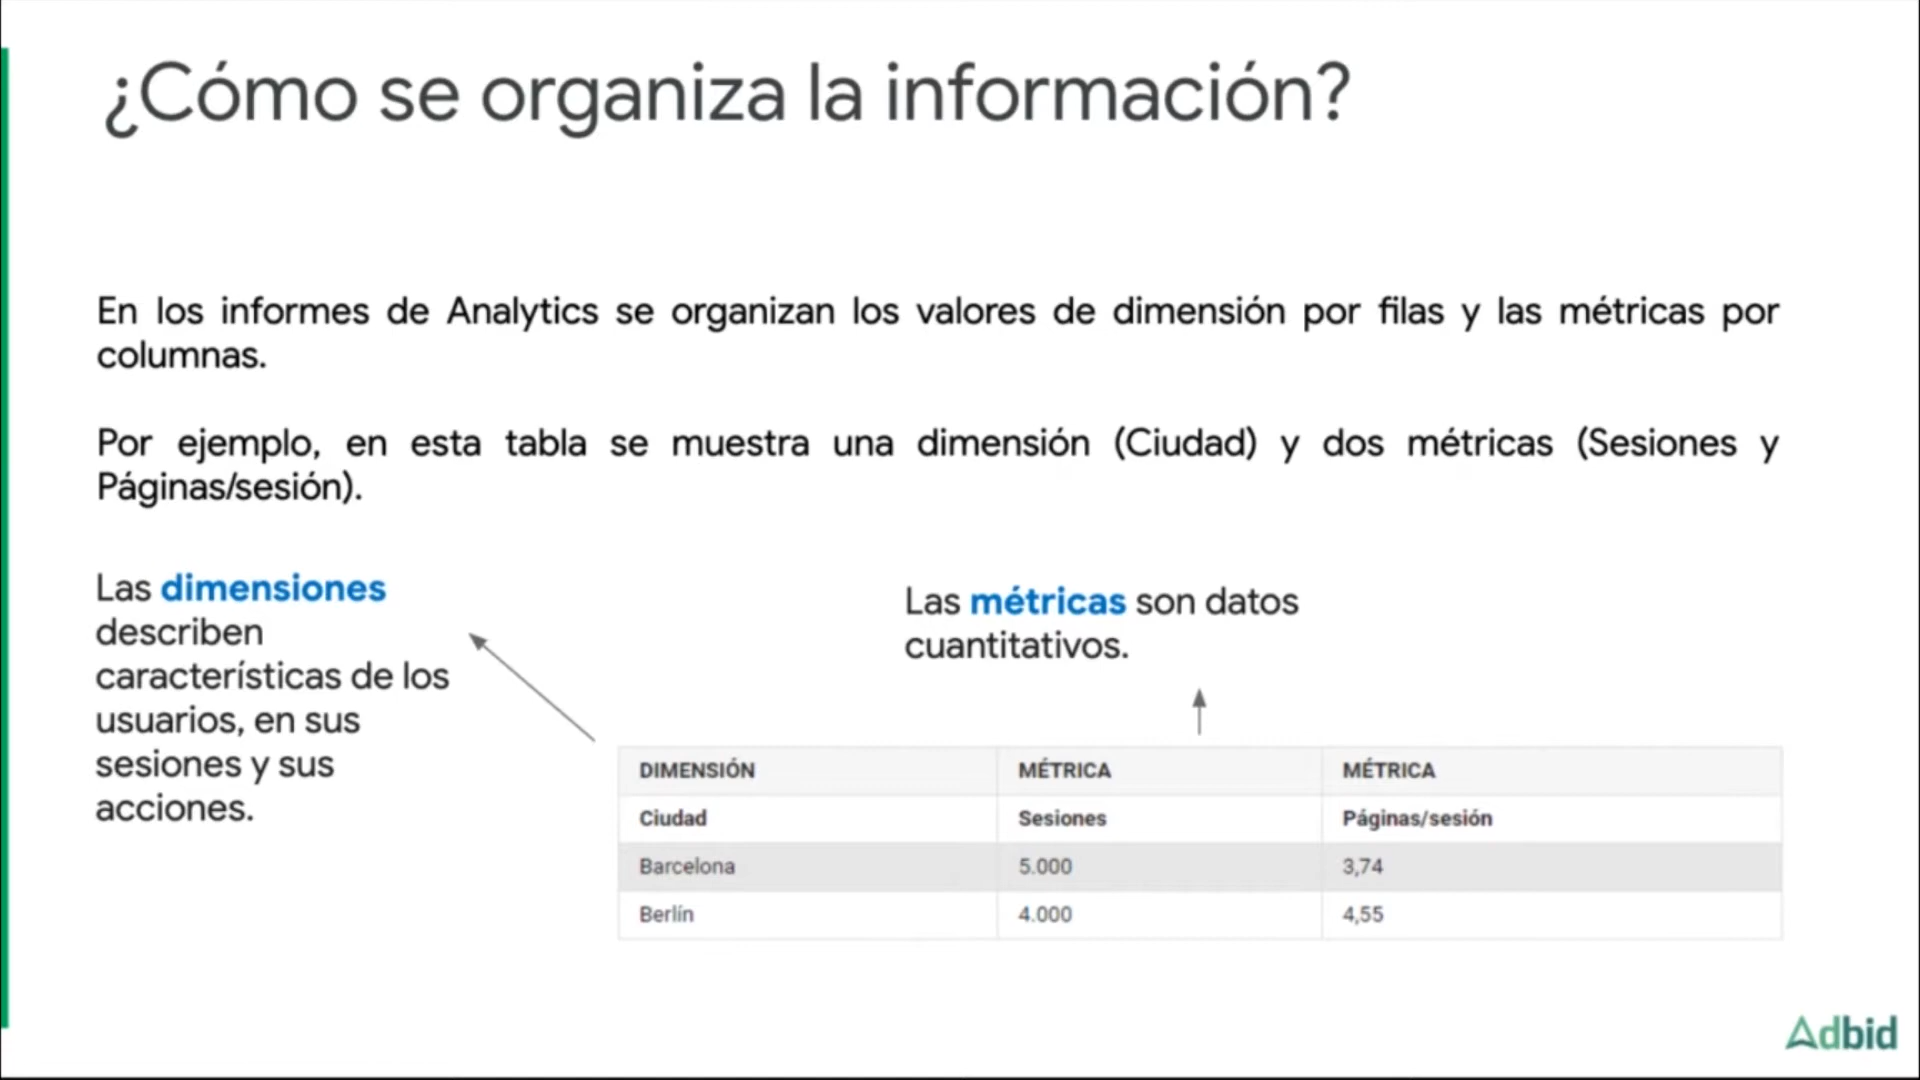 ¿Cómo se organiza la información?
En los informes de Analytics se organizan los valores de dimensión por filas y las métricas por
columnas.
Por ejemplo, en esta tabla se muestra una dimensión (Ciudad) y dos métricas (Sesiones y
Páginas/sesión).
Las dimensiones
describen
características de los
usuarios, en sus
sesiones y sus
acciones.
Las métricas son datos
cuantitativos.
DIMENSIÓN MÉTRICA MÉTRICA
Ciudad Sesiones Páginas/sesión
Barcelona 5.000 3,74
Berlín 4.000 4,55
Adbid